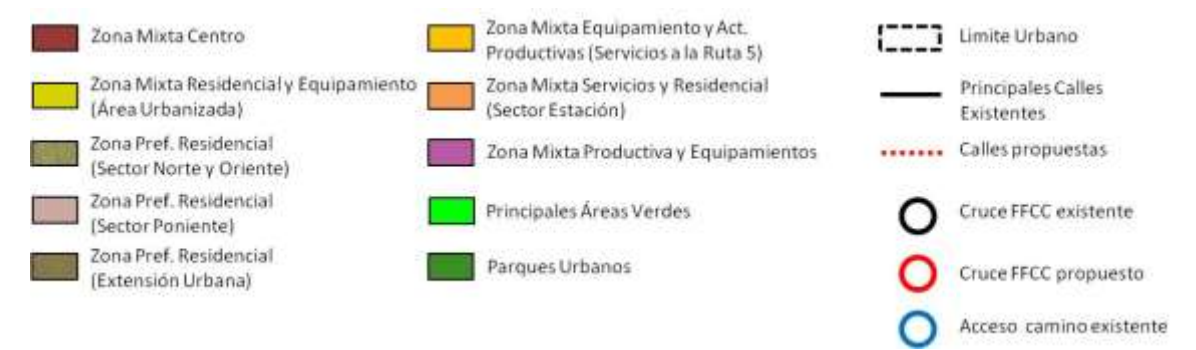 Zona Mixta Centro
Zona Mixta Residencial y Equipamiento
(Área Urbanizada)
Zona Pref. Residencial
(Sector Norte y Oriente)
Zona Pref. Residencial
(Sector Poniente)
Zona Pref. Residencial
(Extensión Urbana)
Zona Mixta Equipamiento y Act.
Productivas (Servicios a la Ruta 5)
Zona Mixta Servicios y Residencial
(Sector Estación)
Zona Mixta Productiva y Equipamientos
Principales Áreas Verdes
Parques Urbanos
Limite Urbano
Principales Calles
Existentes
Calles propuestas
Cruce FFCC existente
Cruce FFCC propuesto
Acceso camino existente